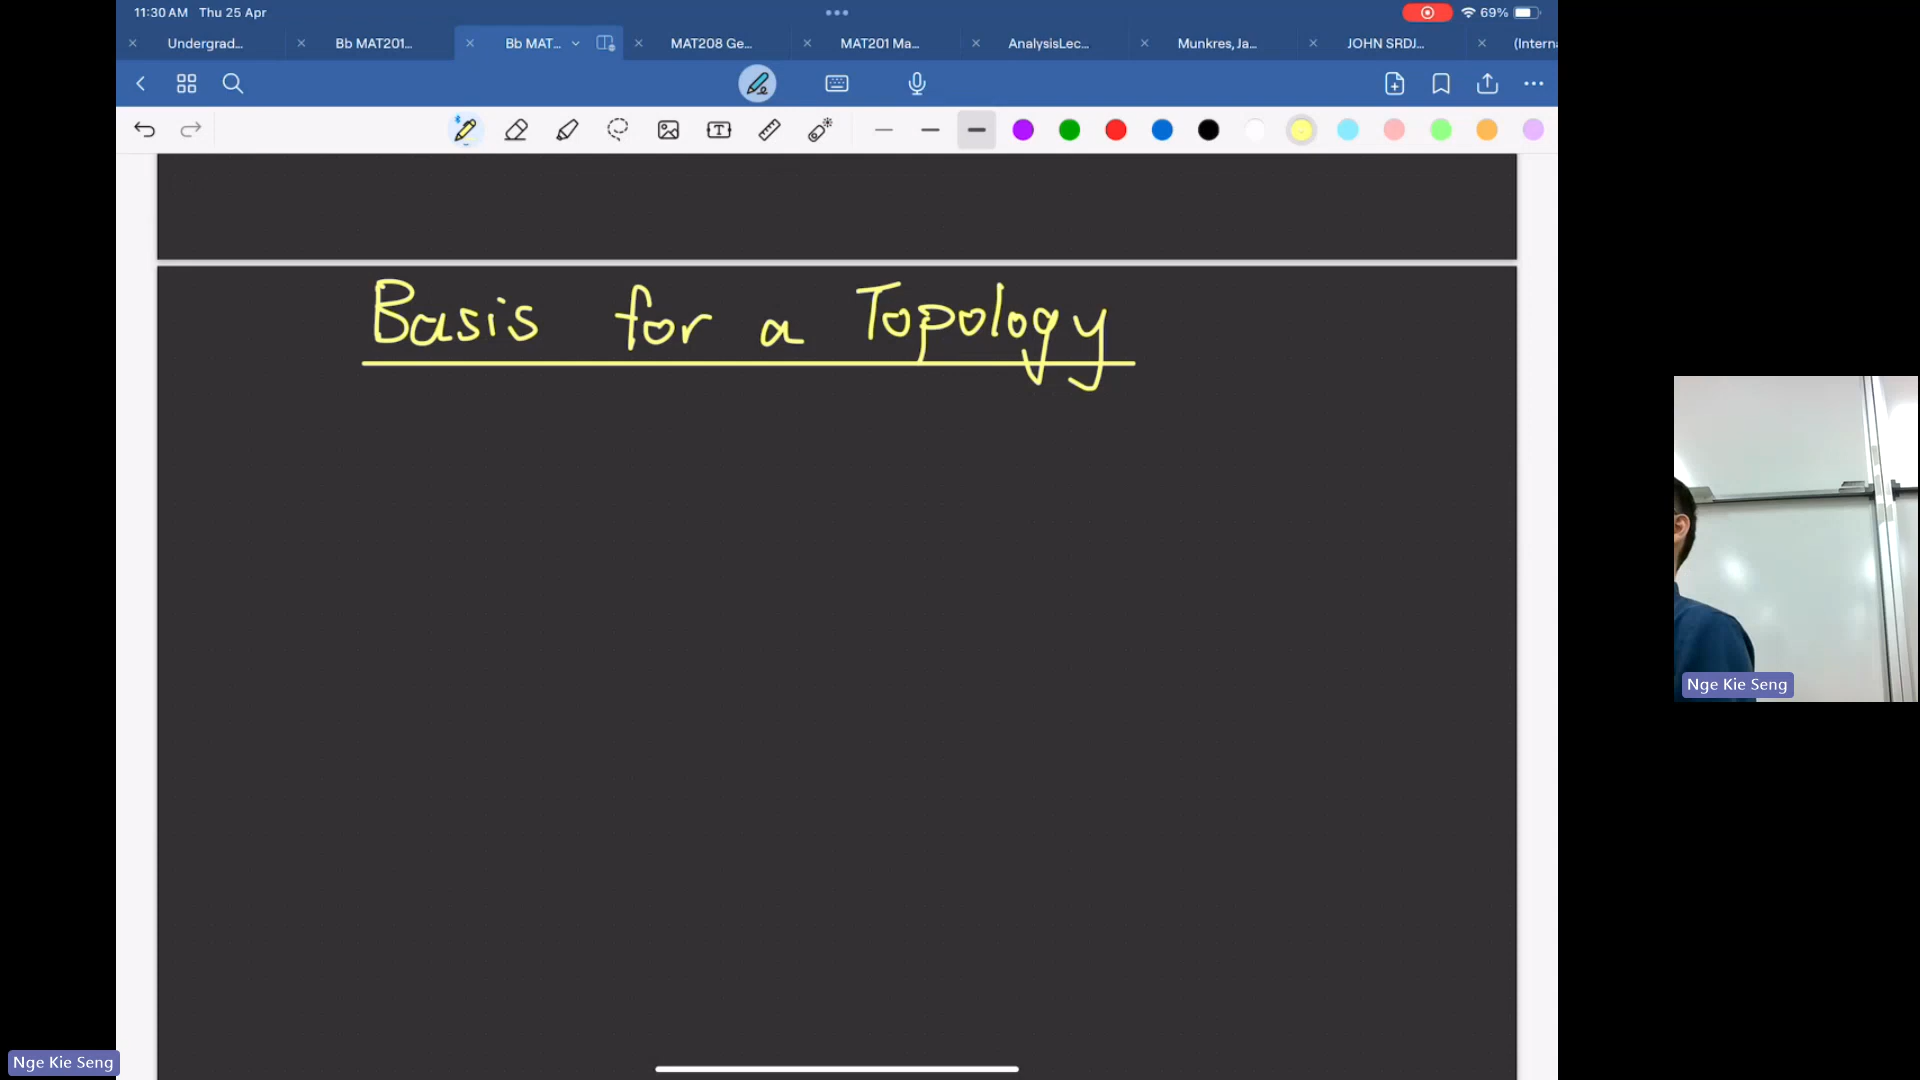 11:30 AM Thu 25 Apr
69%
Undergrad...
Bb MAT201...
Bb MAT...
MAT208 Ge...
MAT201 Ma...
AnalysisLec...
Munkres, Ja...
JOHN SRDJ...
(Intern
Basis for a Topology
Nge Kie Seng
Nge Kie Seng